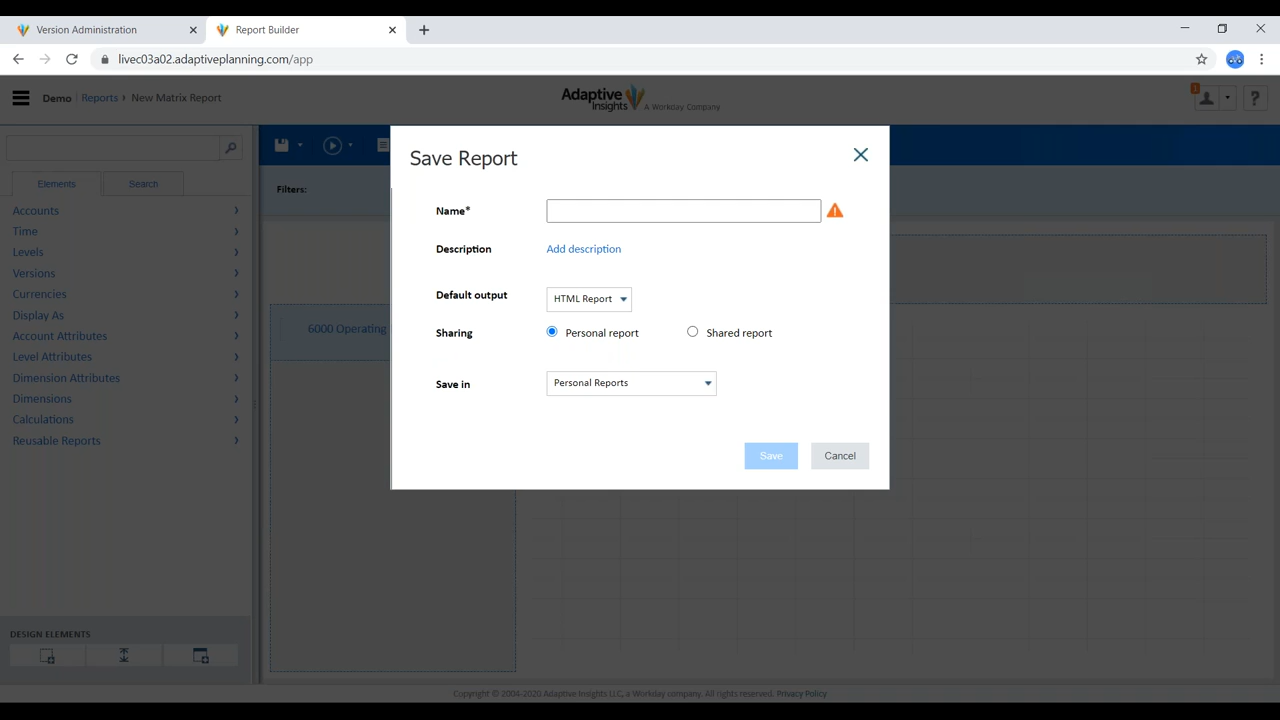 Version Administration
Report Builder
livec03a02.adaptiveplanning.com/app
Demo Reports › New Matrix Report
Adaptive Insights A Workday Company
1
?
Elements
Search
Accounts
Time
Levels
Versions
Currencies
Display As
Account Attributes
Level Attributes
Dimension Attributes
Dimensions
Calculations
Reusable Reports
DESIGN ELEMENTS
Filters:
6000 Operating
Save Report
Name*
Description Add description
Default output HTML Report
Sharing Personal report Shared report
Save in Personal Reports
Save Cancel
Copyright © 2004-2020 Adaptive Insights LLC, a Workday company. All rights reserved. Privacy Policy